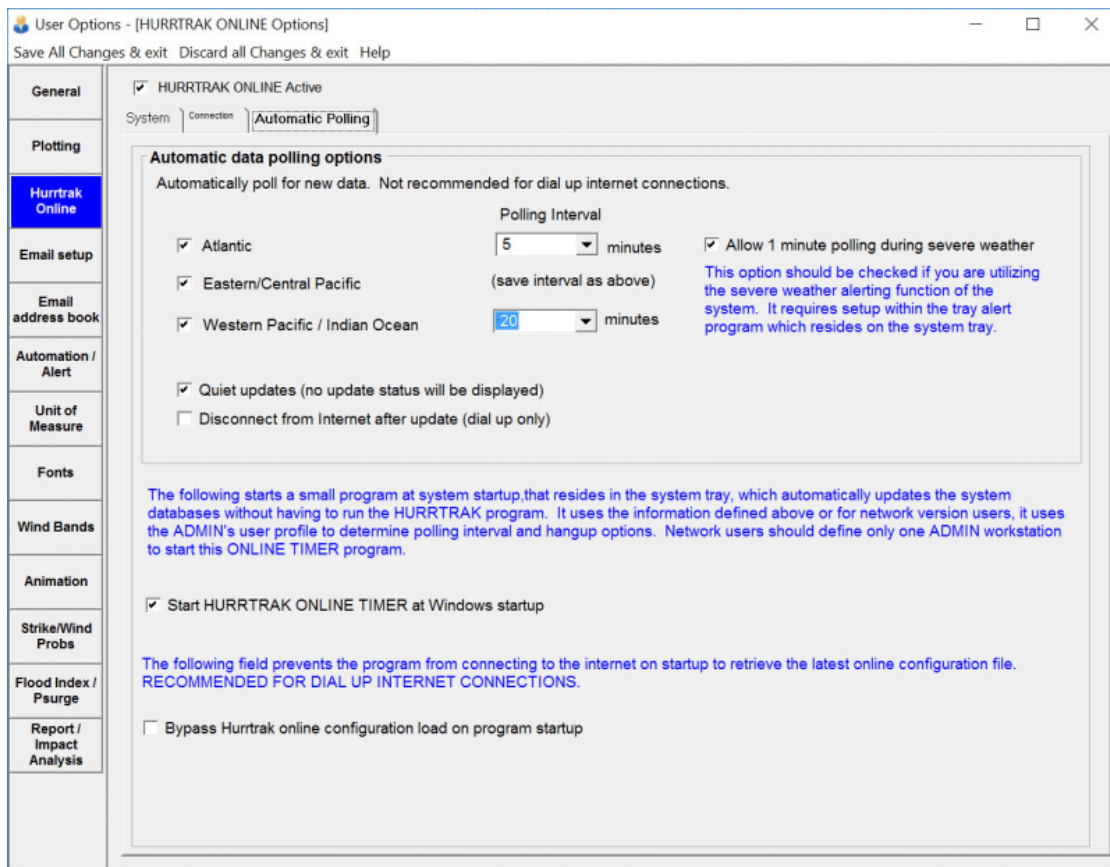 User Options - [HURRTRAK ONLINE Options]
Save All Changes & exit Discard all Changes & exit Help
General
Plotting
Hurrtrak
Online
Email setup
Email
address book
Automation /
Alert
Unit of
Measure
Fonts
Wind Bands
Animation
Strike/Wind
Probs
Flood Index /
Psurge
Report /
Impact
Analysis
HURRTRAK ONLINE Active
System Connection Automatic Polling
Automatic data polling options
Automatically poll for new data. Not recommended for dial up internet connections.
Polling Interval
Atlantic 5 minutes Allow 1 minute polling during severe weather
Eastern/Central Pacific (save interval as above)
Western Pacific / Indian Ocean 20 minutes
This option should be checked if you are utilizing
the severe weather alerting function of the
system. It requires setup within the tray alert
program which resides on the system tray.
Quiet updates (no update status will be displayed)
Disconnect from Internet after update (dial up only)
The following starts a small program at system startup,that resides in the system tray, which automatically updates the system
databases without having to run the HURRTRAK program. It uses the information defined above or for network version users, it uses
the ADMIN's user profile to determine polling interval and hangup options. Network users should define only one ADMIN workstation
to start this ONLINE TIMER program.
Start HURRTRAK ONLINE TIMER at Windows startup
The following field prevents the program from connecting to the internet on startup to retrieve the latest online configuration file.
RECOMMENDED FOR DIAL UP INTERNET CONNECTIONS.
Bypass Hurrtrak online configuration load on program startup